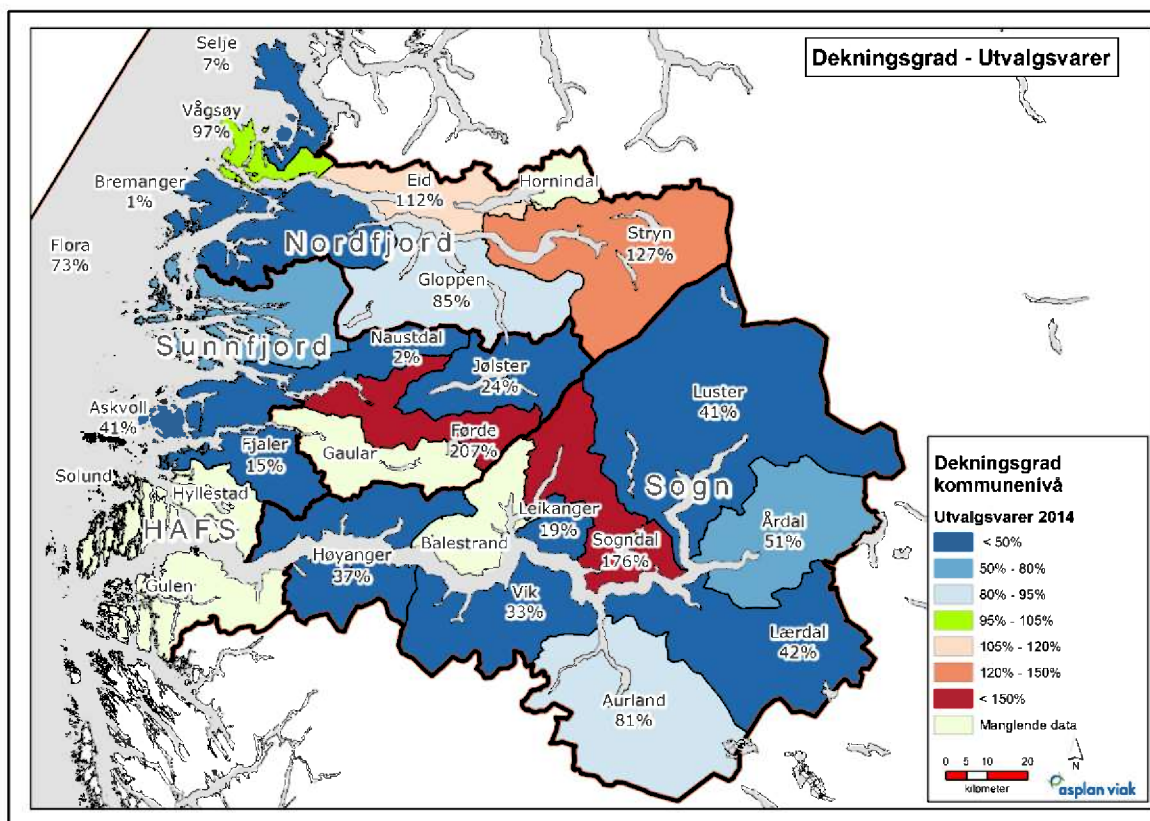 Dekningsgrad - Utvalgsvarer
Selje
7%
Vågsøy
97%
Bremanger
1%
Eid
112%
Hornindal
Flora
73%
Nordfjord
Stryn
127%
Gloppen
85%
Sunnfjord
Naustdal
2%
Jølster
24%
Luster
41%
Askvoll
41%
Fjaler
15%
Gaular
Førde
207%
Solund
Hyllestad
HAFS
Sogn
Leikanger
19%
Årdal
51%
Høyanger
37%
Balestrand
Sogndal
176%
Gulen
Vik
33%
Lærdal
42%
Aurland
81%
Dekningsgrad
kommunenivå
Utvalgsvarer 2014
< 50%
50% - 80%
80% - 95%
95% - 105%
105% - 120%
120% - 150%
< 150%
Manglende data
0 5 10 20
kilometer
N
asplan viak